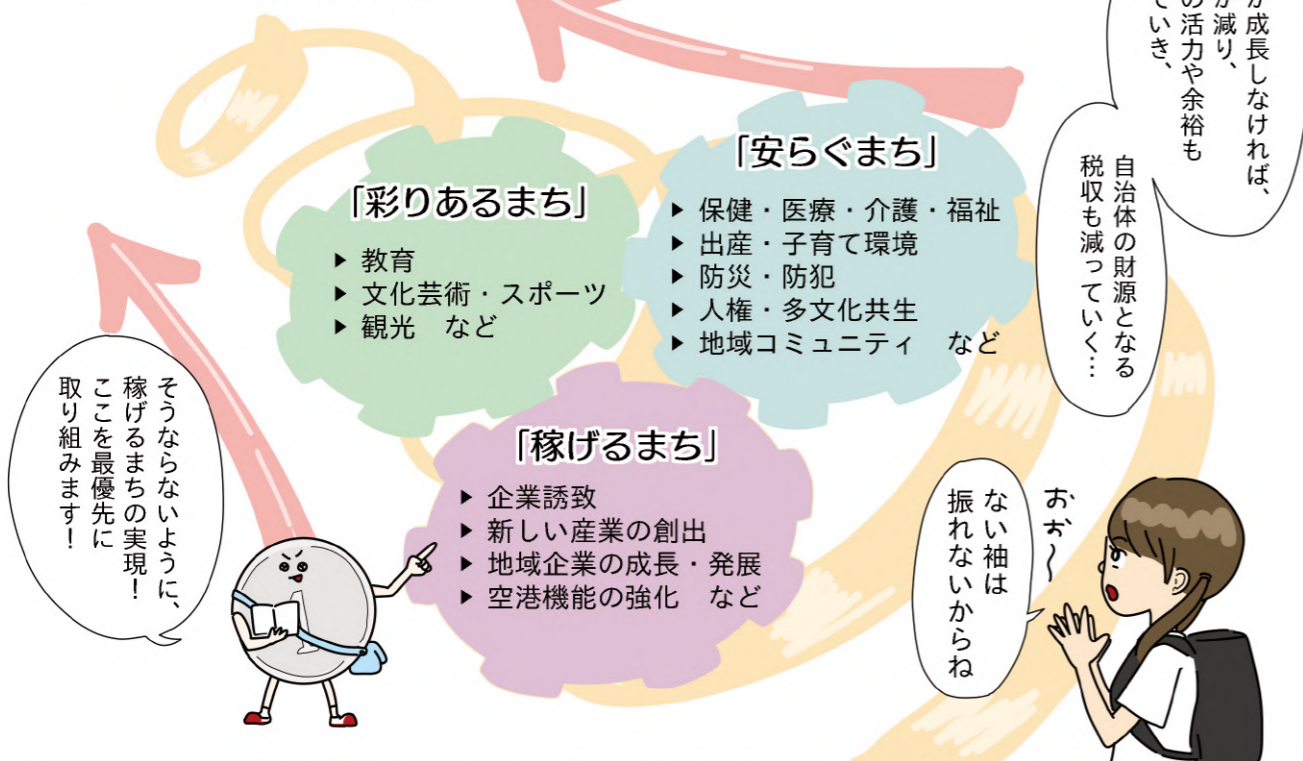 が成長しなければ、
が減り、
の活力や余裕も
ていき、
自治体の財源となる
税収も減っていく…
「安らぐまち」
▶ 保健・医療・介護・福祉
▶ 出産・子育て環境
▶ 防災・防犯
▶ 人権・多文化共生
▶ 地域コミュニティ　など
「彩りあるまち」
▶ 教育
▶ 文化芸術・スポーツ
▶ 観光　など
「稼げるまち」
▶ 企業誘致
▶ 新しい産業の創出
▶ 地域企業の成長・発展
▶ 空港機能の強化　など
そうならないように、
稼げるまちの実現！
ここを最優先に
取り組みます！
1
おぉ〜
ない袖は
振れないからね